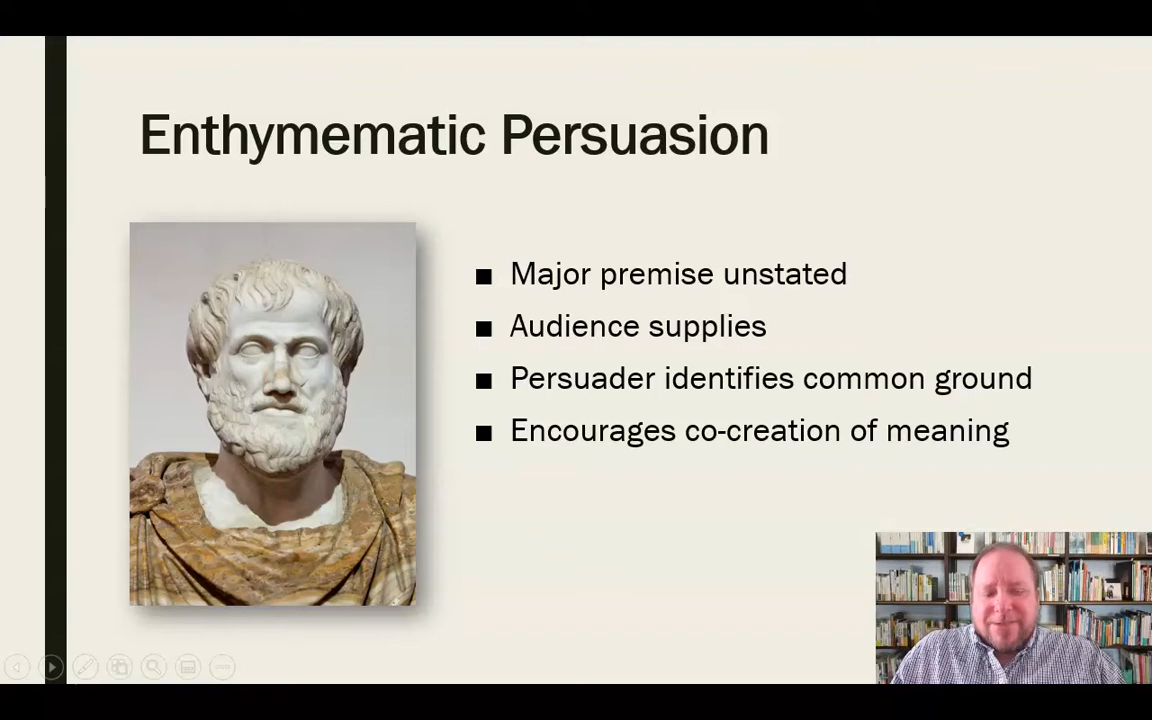 Enthymematic Persuasion
■ Major premise unstated
■ Audience supplies
■ Persuader identifies common ground
■ Encourages co-creation of meaning